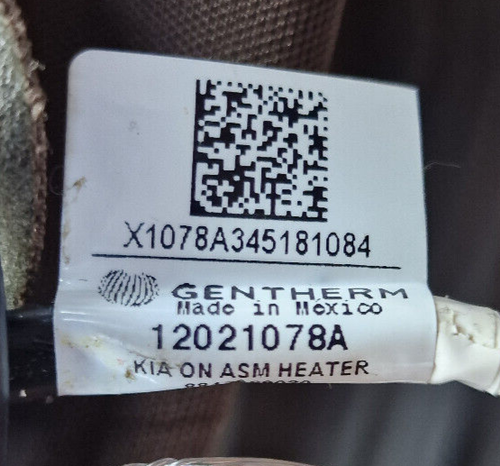 X1078A345181084
GENTHERM
Made in México
12021078A
KIA ON ASM HEATER